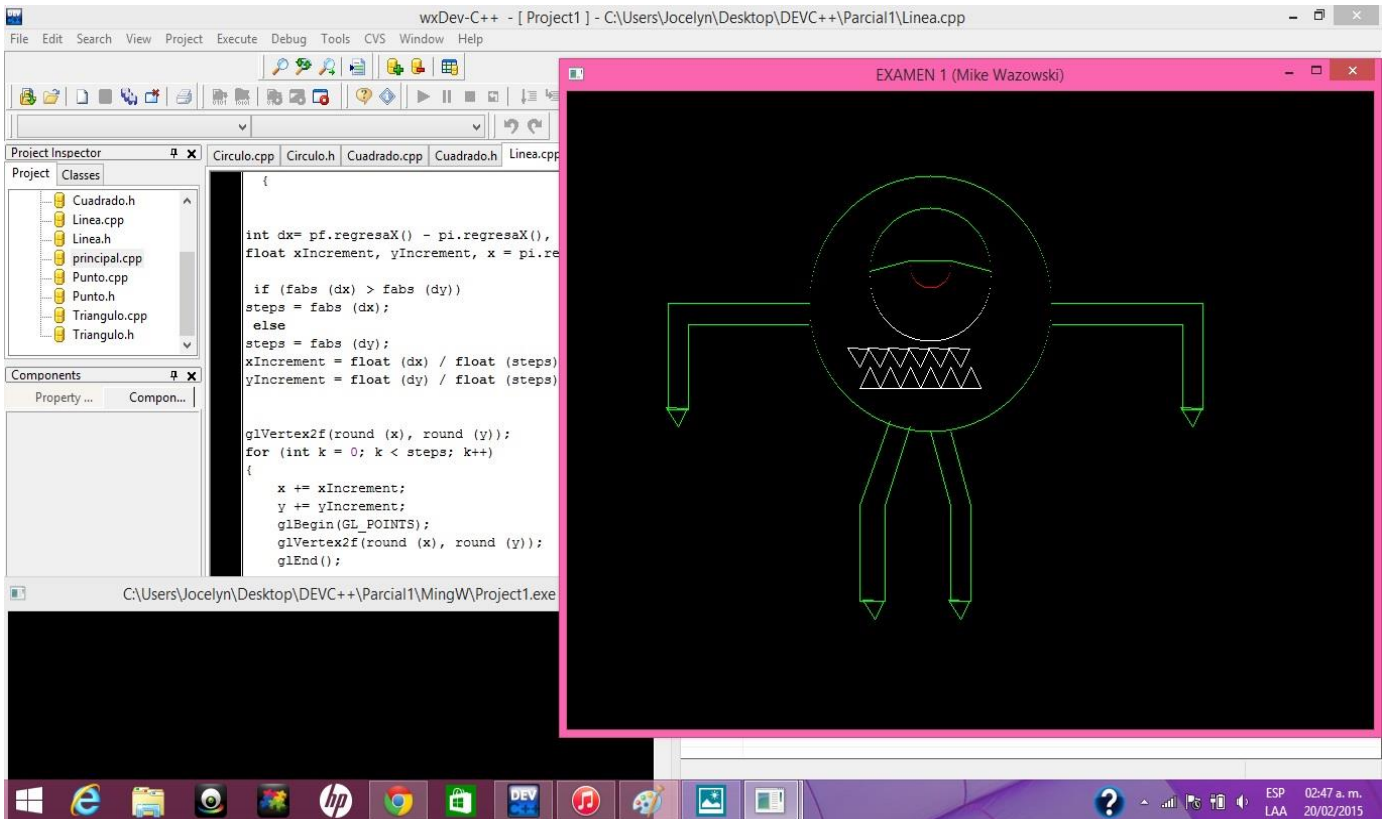 wxDev-C++ - [ Project1 ] - C:\Users\Jocelyn\Desktop\DEVC++\Parcial1\Linea.cpp
File Edit Search View Project Execute Debug Tools CVS Window Help
EXAMEN 1 (Mike Wazowski)
Project Inspector
Project Classes
Cuadrado.h
Linea.cpp
Linea.h
principal.cpp
Punto.cpp
Punto.h
Triangulo.cpp
Triangulo.h
Components
Property ... Compon...
Circulo.cpp Circulo.h Cuadrado.cpp Cuadrado.h Linea.cpp
{
int dx= pf.regresaX() - pi.regresaX(),
float xIncrement, yIncrement, x = pi.re
if (fabs (dx) > fabs (dy))
steps = fabs (dx);
else
steps = fabs (dy);
xIncrement = float (dx) / float (steps)
yIncrement = float (dy) / float (steps)
glVertex2f(round (x), round (y));
for (int k = 0; k < steps; k++)
{
x += xIncrement;
y += yIncrement;
glBegin(GL_POINTS);
glVertex2f(round (x), round (y));
glEnd();
C:\Users\Jocelyn\Desktop\DEVC++\Parcial1\MingW\Project1.exe
hp
DEV
ESP 02:47 a. m.
LAA 20/02/2015